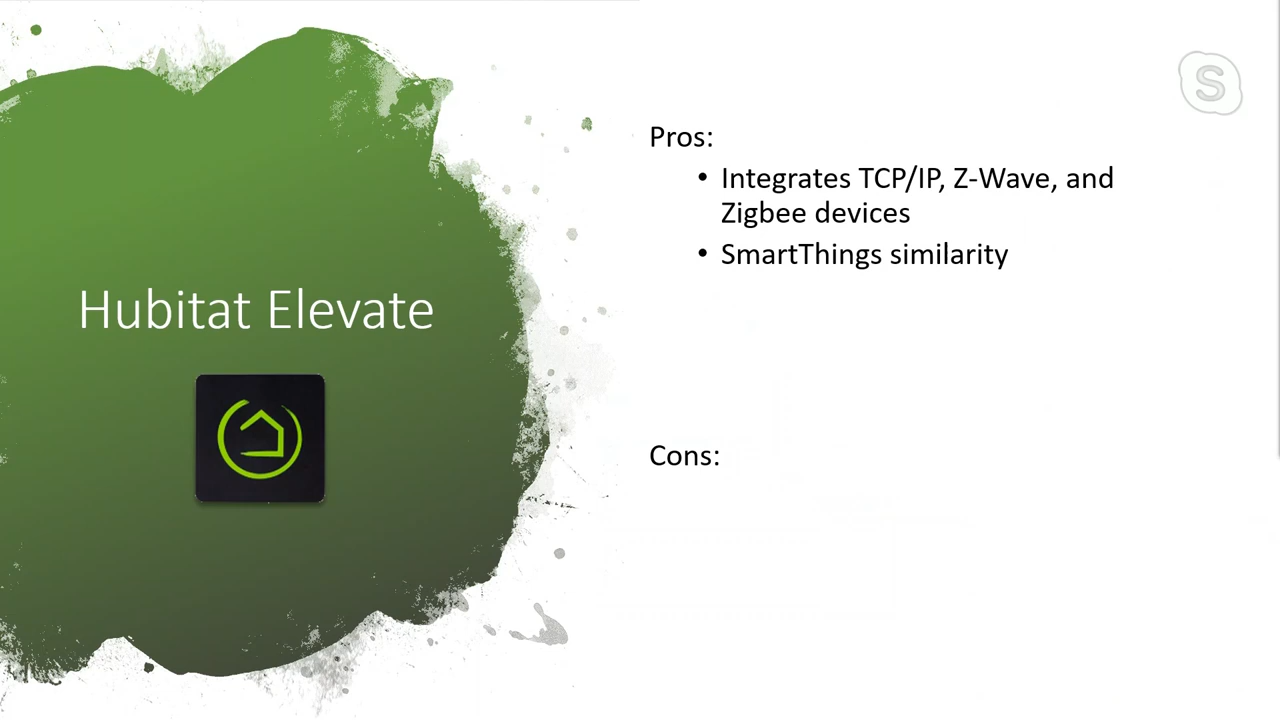 Hubitat Elevate
Pros:
• Integrates TCP/IP, Z-Wave, and
Zigbee devices
• SmartThings similarity
Cons:
S